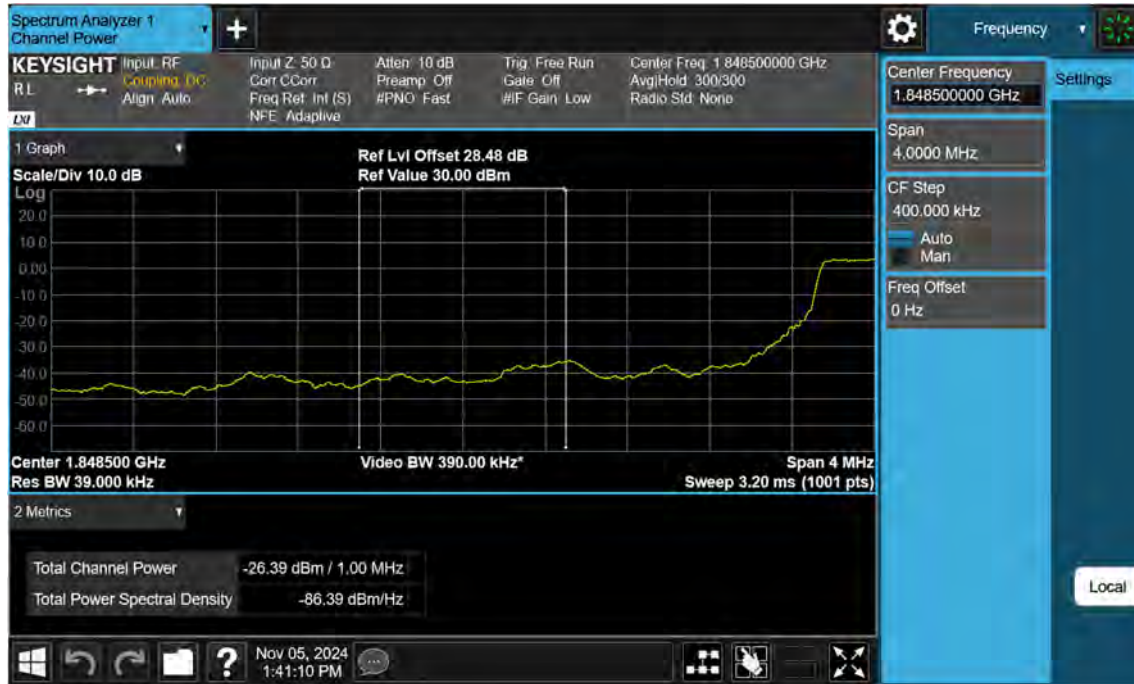 Spectrum Analyzer 1
Channel Power
Frequency
KEYSIGHT
RL
LXI
Input: RF
Coupling: DC
Align: Auto
Input Z: 50 Ω
Corr CCorr
Freq Ref: Int (S)
NFE: Adaptive
Atten: 10 dB
Preamp: Off
#PNO: Fast
Trig: Free Run
Gate: Off
#IF Gain: Low
Center Freq: 1.848500000 GHz
Avg|Hold: 300/300
Radio Std: None
Center Frequency
1.848500000 GHz
Settings
Span
4.0000 MHz
CF Step
400.000 kHz
Auto
Man
Freq Offset
0 Hz
Local
1 Graph
Scale/Div 10.0 dB
Ref Lvl Offset 28.48 dB
Ref Value 30.00 dBm
Log
20.0
10.0
0.00
-10.0
-20.0
-30.0
-40.0
-50.0
-60.0
Center 1.848500 GHz
Video BW 390.00 kHz*
Span 4 MHz
Res BW 39.000 kHz
Sweep 3.20 ms (1001 pts)
2 Metrics
Total Channel Power -26.39 dBm / 1.00 MHz
Total Power Spectral Density -86.39 dBm/Hz
Nov 05, 2024
1:41:10 PM